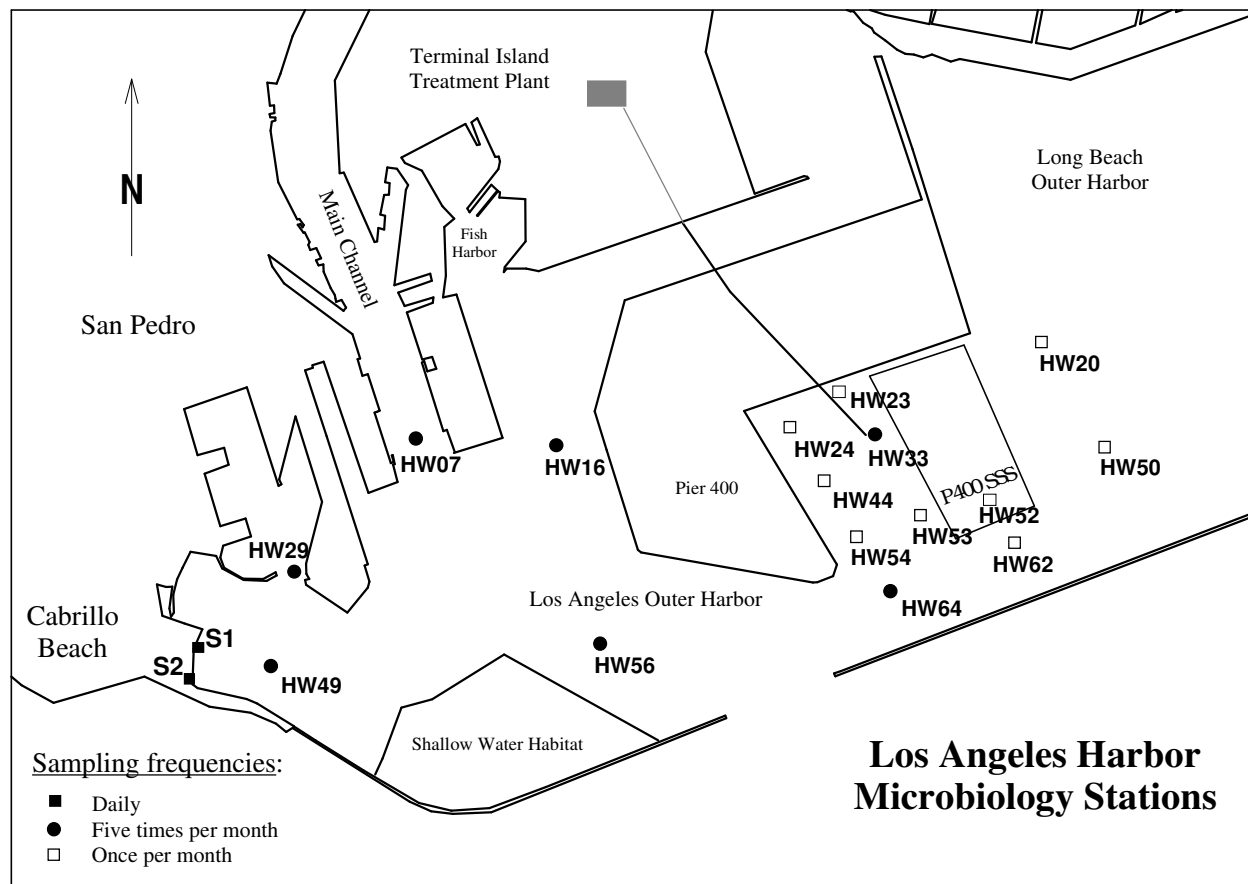 Terminal Island
Treatment Plant
Long Beach
Outer Harbor
N
Main Channel
Fish
Harbor
San Pedro
HW20
HW23
HW24
HW33
HW07
HW16
HW50
Pier 400
HW44
P400 SSS
HW52
HW53
HW54
HW62
HW29
Los Angeles Outer Harbor
HW64
Cabrillo
Beach
S1
S2
HW49
HW56
Shallow Water Habitat
Sampling frequencies:
Daily
Five times per month
Once per month
Los Angeles Harbor
Microbiology Stations